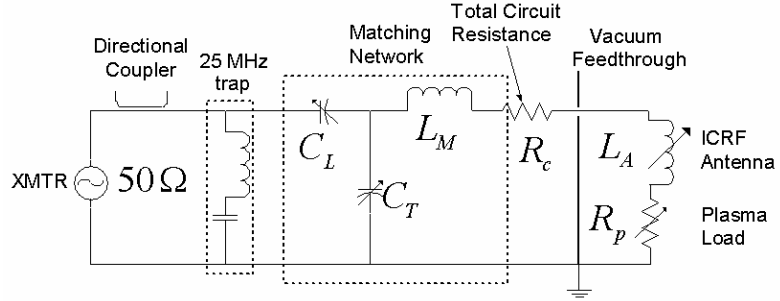 Directional
Coupler
25 MHz
trap
Matching
Network
Total Circuit
Resistance
Vacuum
Feedthrough
XMTR
50 Ω
C_L
L_M
C_T
R_c
L_A
ICRF
Antenna
R_p
Plasma
Load